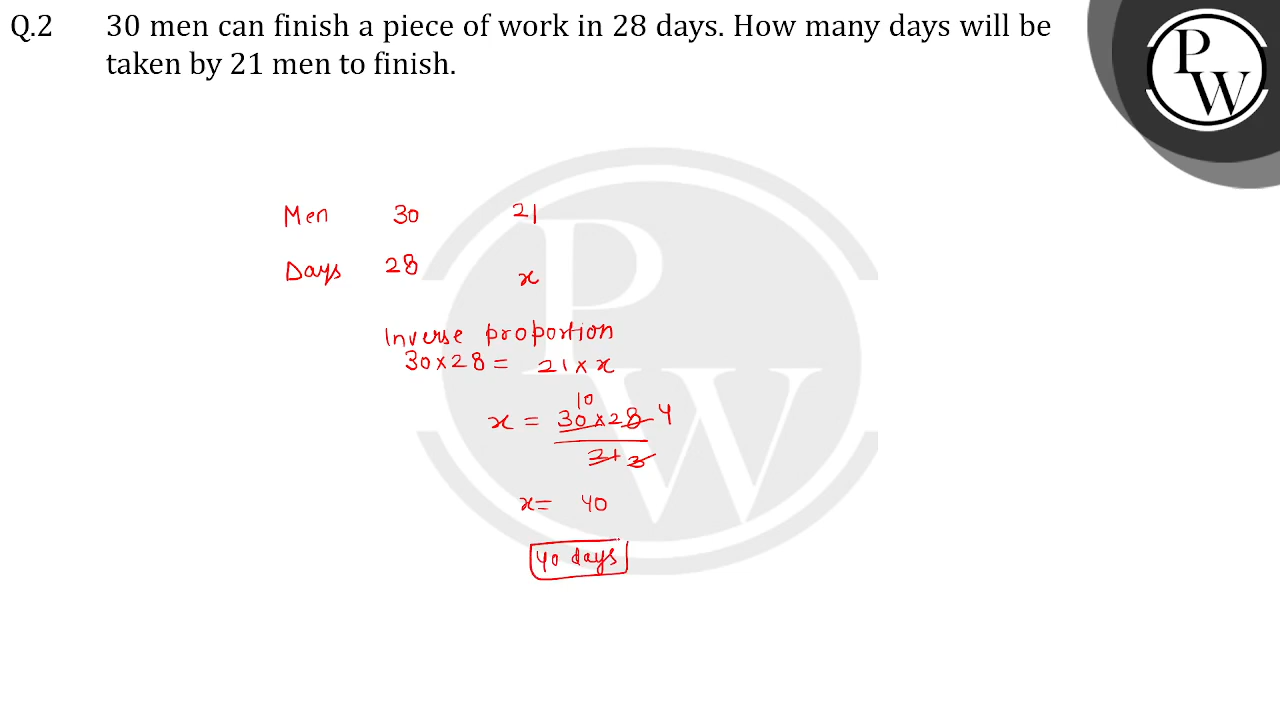 Q.2 30 men can finish a piece of work in 28 days. How many days will be
taken by 21 men to finish.
P
W
Men 30 21
Days 28 x
Inverse proportion
30×28 = 21×x
10
x = 30×28 4
21 3
x = 40
40 days
PW